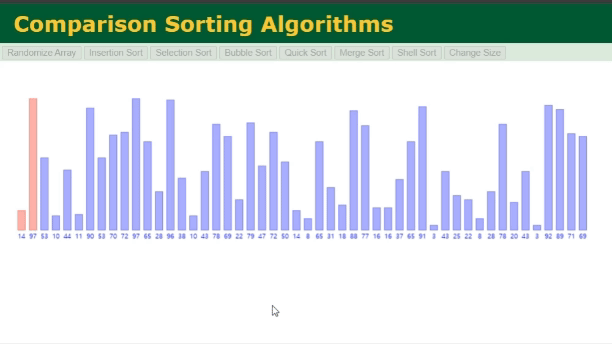 Comparison Sorting Algorithms
Randomize Array Insertion Sort Selection Sort Bubble Sort Quick Sort Merge Sort Shell Sort Change Size
14 97 53 10 44 11 90 53 70 72 97 65 28 96 38 10 43 78 69 22 79 47 72 50 14 8 65 31 18 88 77 16 16 37 65 91 3 43 25 22 8 28 78 20 43 3 92 89 71 69